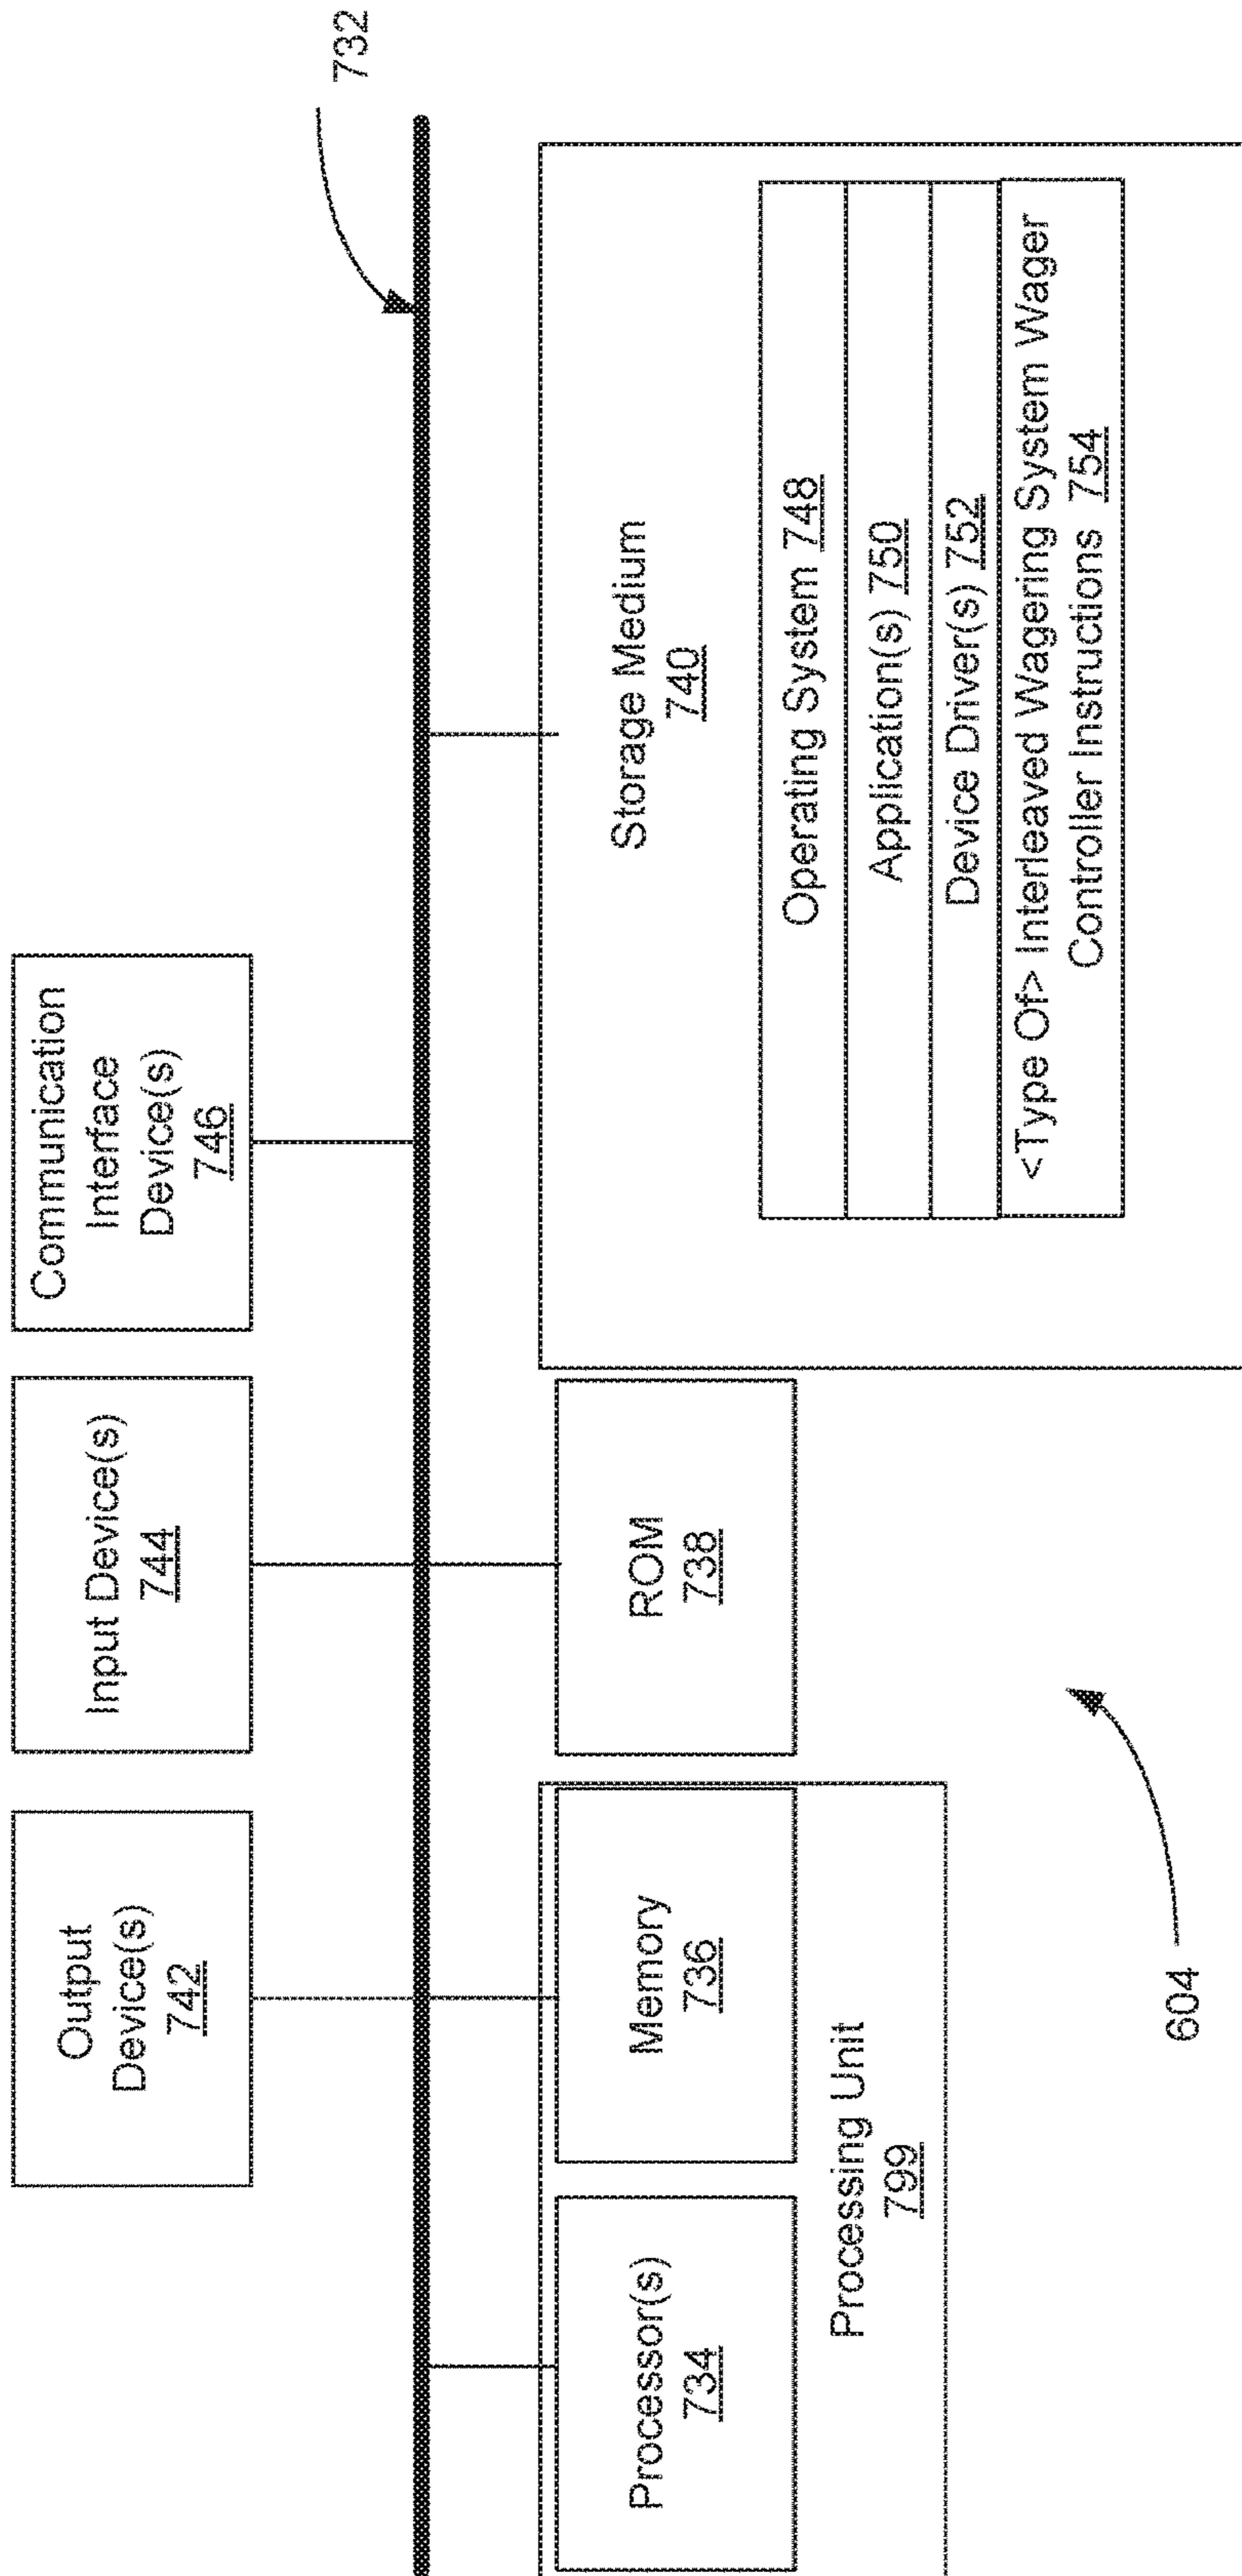 732
Output
Device(s)
742
Input Device(s)
744
Communication
Interface
Device(s)
746
Processor(s)
734
Memory
736
Processing Unit
799
ROM
738
Storage Medium
740
Operating System 748
Application(s) 750
Device Driver(s) 752
<Type Of> Interleaved Wagering System Wager
Controller Instructions 754
604